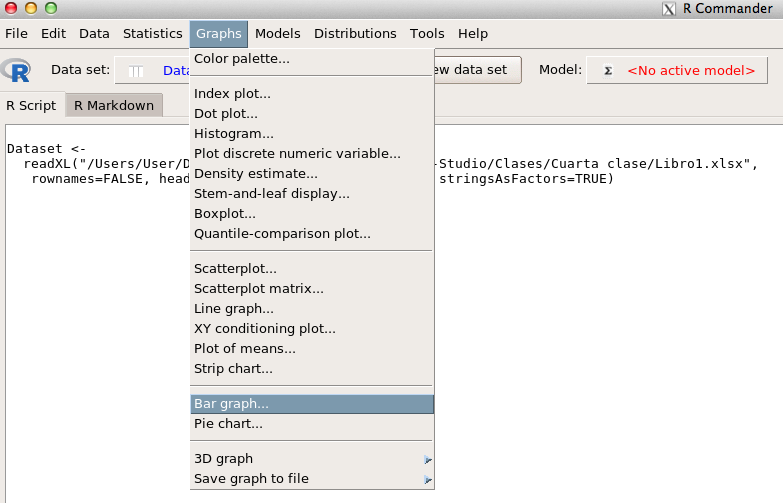 R Commander
File Edit Data Statistics Graphs Models Distributions Tools Help
R Data set: Data ew data set Model: Σ <No active model>
R Script R Markdown
Dataset <-
readXL("/Users/User/D -Studio/Clases/Cuarta clase/Libro1.xlsx",
rownames=FALSE, head stringsAsFactors=TRUE)
Color palette...
Index plot...
Dot plot...
Histogram...
Plot discrete numeric variable...
Density estimate...
Stem-and-leaf display...
Boxplot...
Quantile-comparison plot...
Scatterplot...
Scatterplot matrix...
Line graph...
XY conditioning plot...
Plot of means...
Strip chart...
Bar graph...
Pie chart...
3D graph
Save graph to file